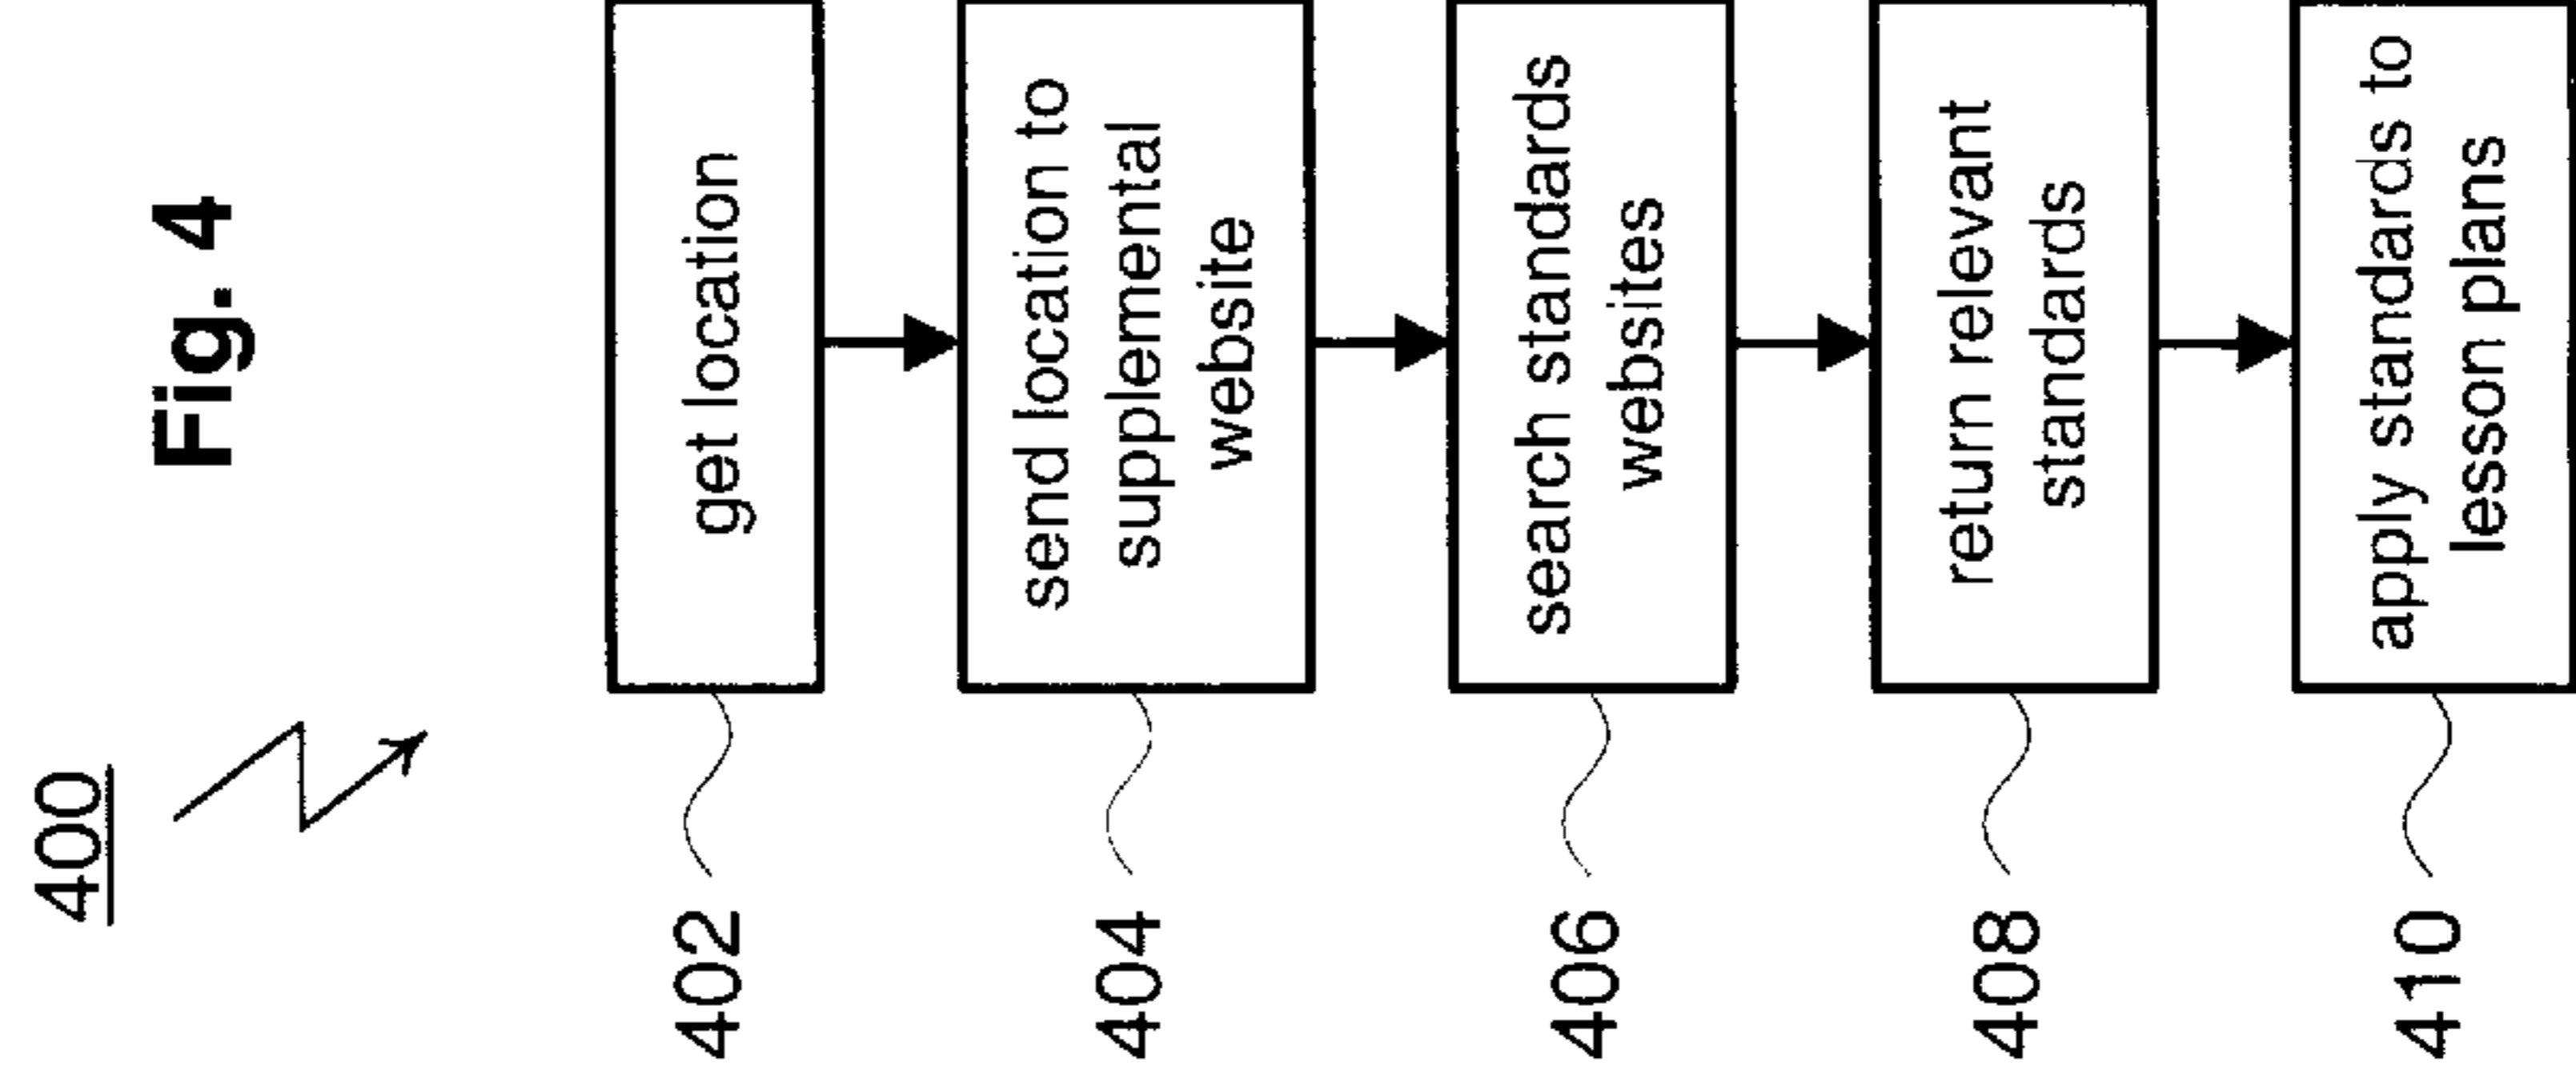 400
Fig. 4
402
get location
404
send location to
supplemental
website
406
search standards
websites
408
return relevant
standards
410
apply standards to
lesson plans